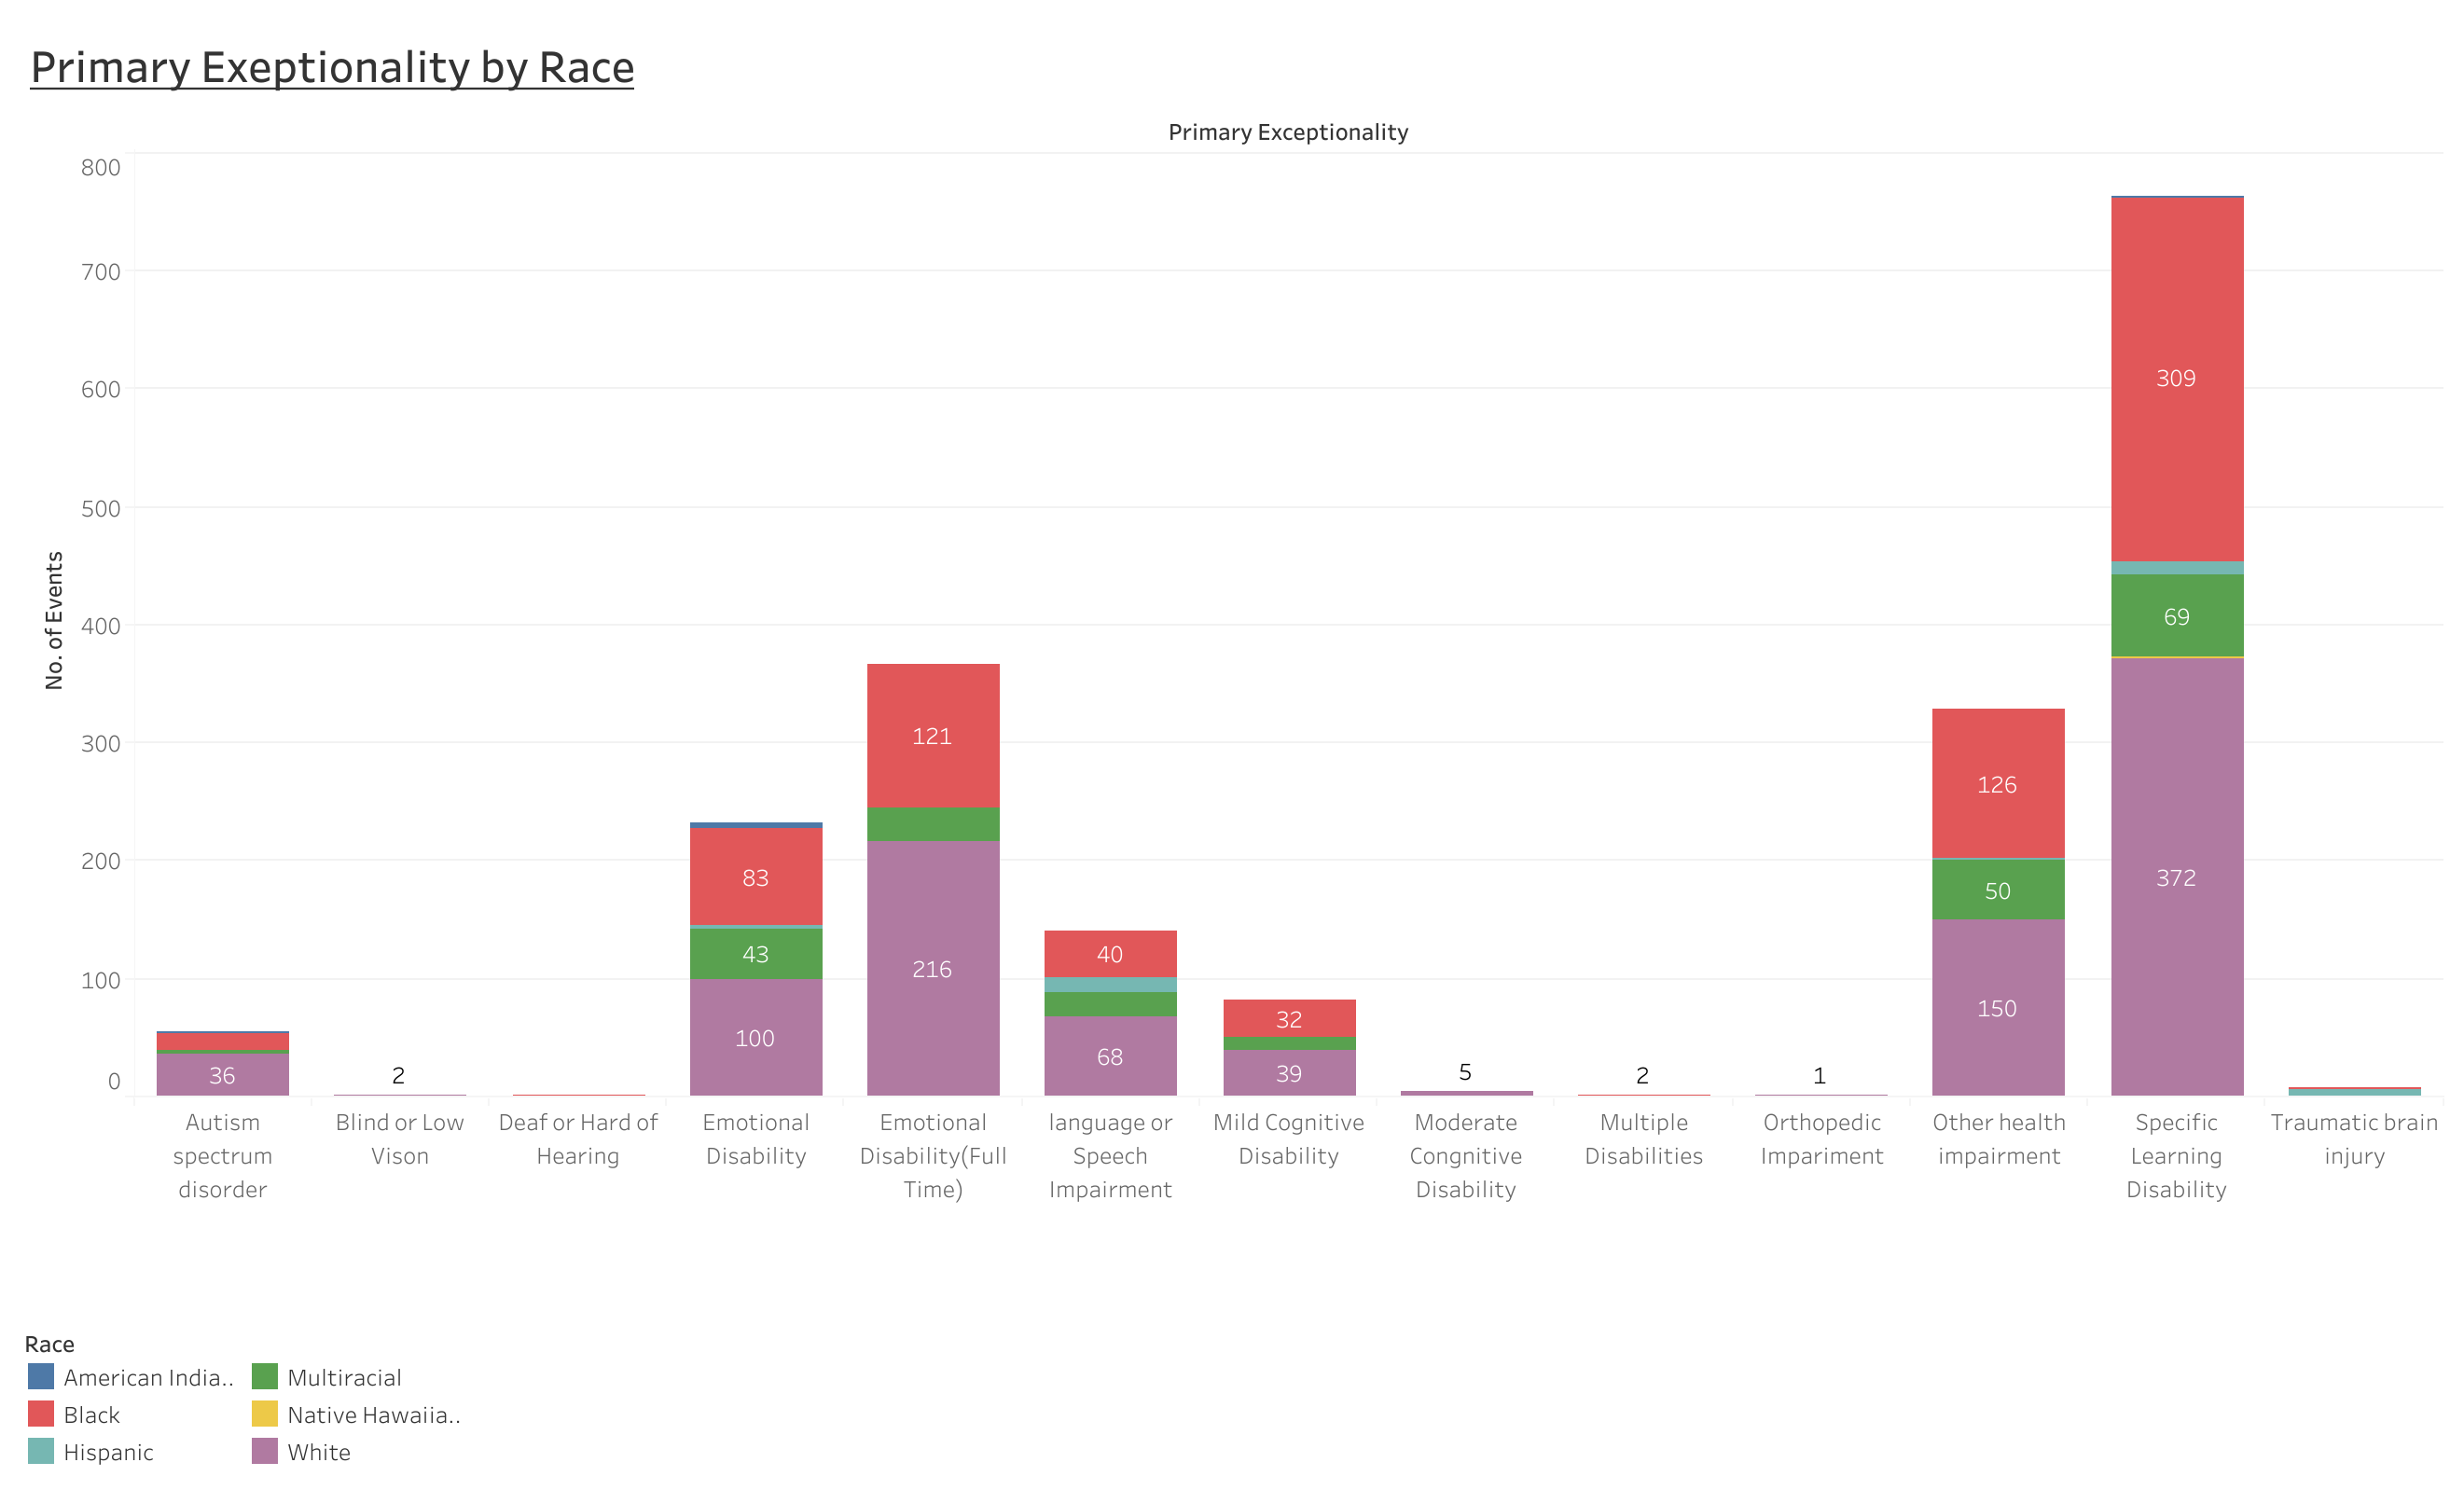 Primary Exeptionality by Race
Primary Exceptionality
800
700
600
500
400
300
200
100
0
No. of Events
309
69
372
121
216
126
50
150
83
43
100
40
68
32
39
36
2
5
2
1
Autism
spectrum
disorder
Blind or Low
Vison
Deaf or Hard of
Hearing
Emotional
Disability
Emotional
Disability(Full
Time)
language or
Speech
Impairment
Mild Cognitive
Disability
Moderate
Congnitive
Disability
Multiple
Disabilities
Orthopedic
Impariment
Other health
impairment
Specific
Learning
Disability
Traumatic brain
injury
Race
American India..
Black
Hispanic
Multiracial
Native Hawaiia..
White